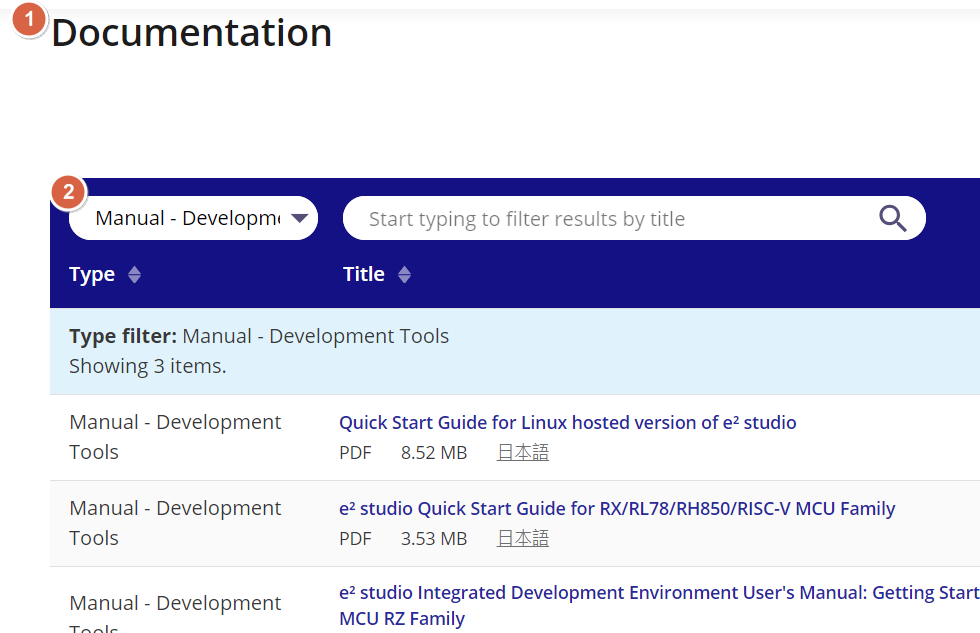 1
Documentation
2
Manual - Developme
Start typing to filter results by title
Type
Title
Type filter: Manual - Development Tools
Showing 3 items.
Manual - Development
Tools
Quick Start Guide for Linux hosted version of e² studio
PDF 8.52 MB 日本語
Manual - Development
Tools
e² studio Quick Start Guide for RX/RL78/RH850/RISC-V MCU Family
PDF 3.53 MB 日本語
Manual - Development
Tools
e² studio Integrated Development Environment User's Manual: Getting Start
MCU RZ Family